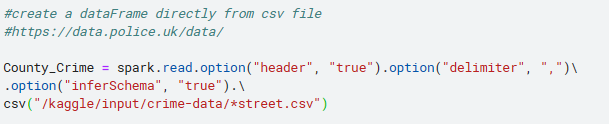 #create a dataFrame directly from csv file
#https://data.police.uk/data/
County_Crime = spark.read.option("header", "true").option("delimiter", ",")\
.option("inferSchema", "true").\
csv("/kaggle/input/crime-data/*street.csv")